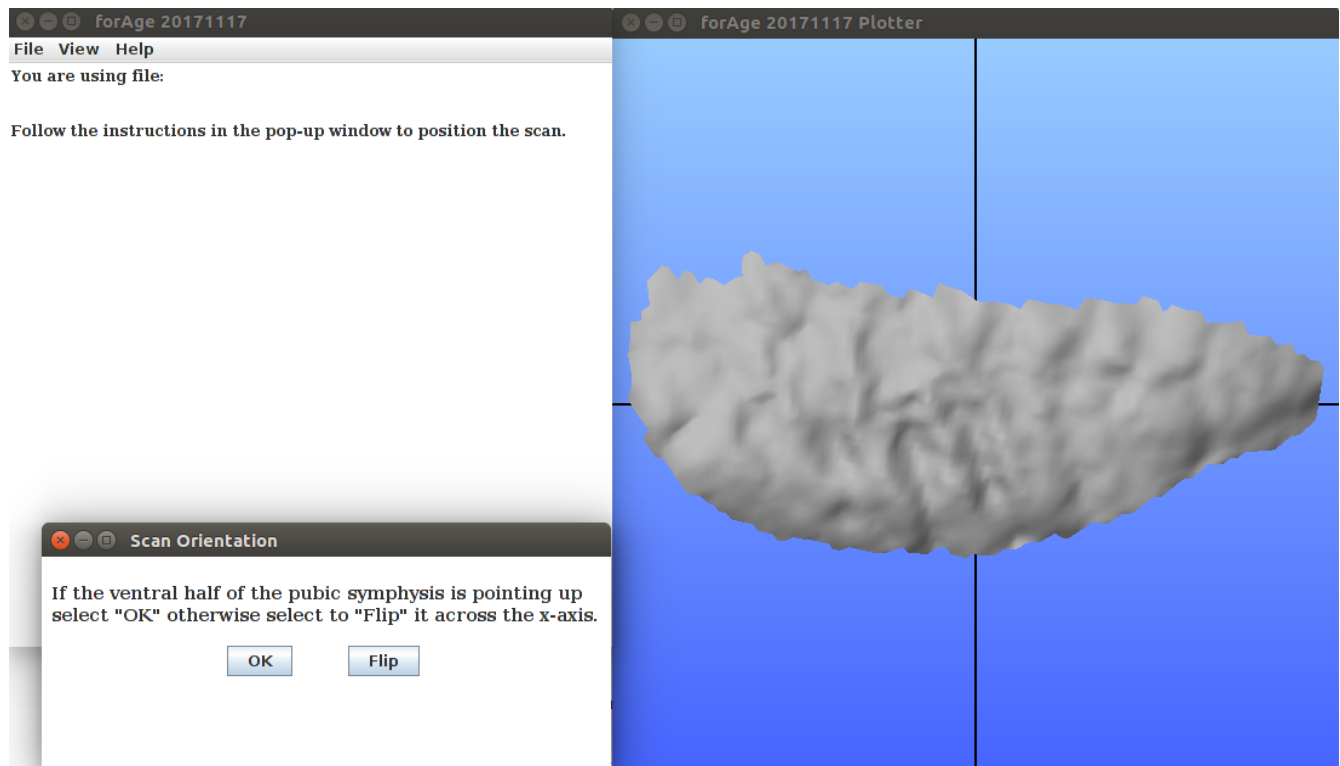 forAge 20171117
File View Help
You are using file:
Follow the instructions in the pop-up window to position the scan.
Scan Orientation
If the ventral half of the pubic symphysis is pointing up
select "OK" otherwise select to "Flip" it across the x-axis.
OK Flip
forAge 20171117 Plotter